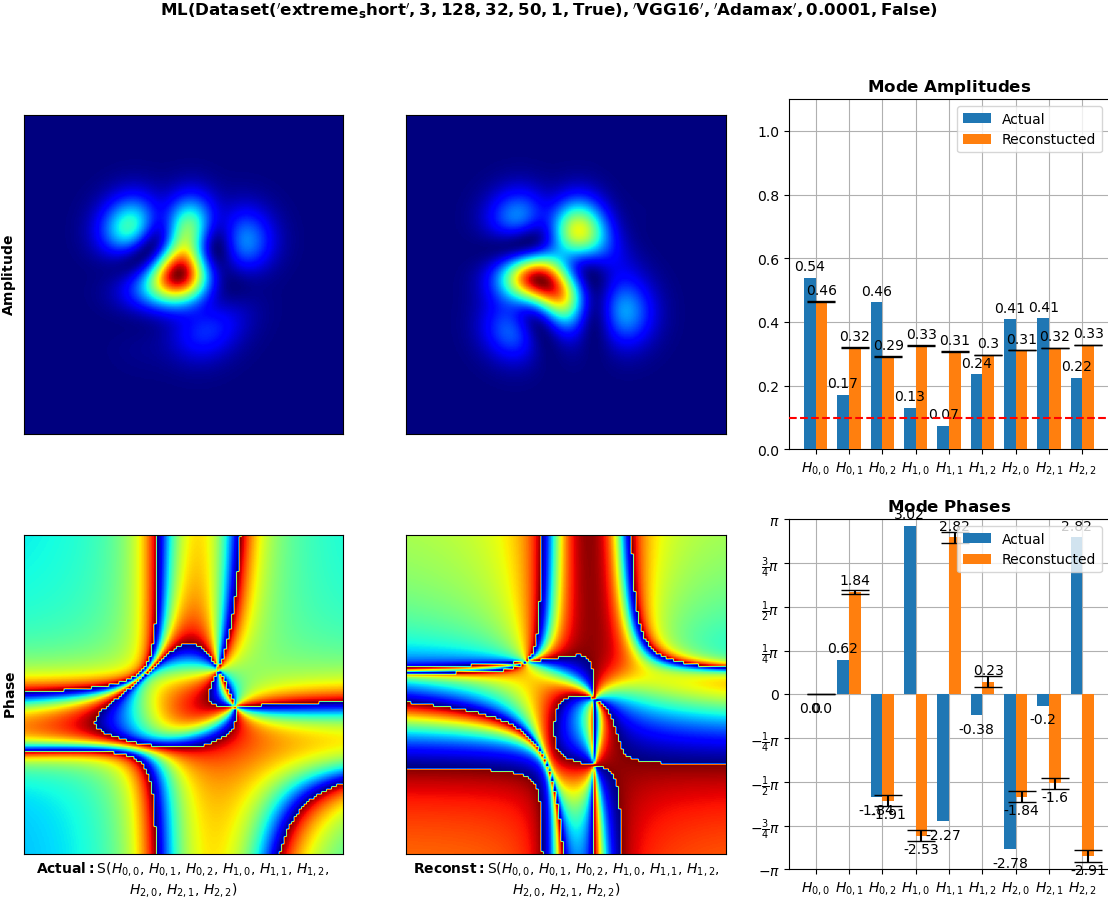 ML(Dataset('extreme_short', 3, 128, 32, 50, 1, True), 'VGG16', 'Adamax', 0.0001, False)
Amplitude
Mode Amplitudes
Actual
Reconstucted
1.0
0.8
0.6
0.4
0.2
0.0
0.54 0.17 0.46 0.13 0.07 0.24 0.41 0.41 0.22
0.46 0.32 0.29 0.33 0.31 0.3 0.31 0.32 0.33
H0,0 H0,1 H0,2 H1,0 H1,1 H1,2 H2,0 H2,1 H2,2
Phase
Actual: S(H0,0, H0,1, H0,2, H1,0, H1,1, H1,2,
H2,0, H2,1, H2,2)
Reconst: S(H0,0, H0,1, H0,2, H1,0, H1,1, H1,2,
H2,0, H2,1, H2,2)
Mode Phases
Actual
Reconstucted
π
3/4π
1/2π
1/4π
0
−1/4π
−1/2π
−3/4π
−π
0.0 0.62 -1.84 3.02 -2.27 -0.38 -2.78 -0.2 2.82
0.0 1.84 -1.91 -2.53 2.82 0.23 -1.84 -1.6 -2.91
H0,0 H0,1 H0,2 H1,0 H1,1 H1,2 H2,0 H2,1 H2,2